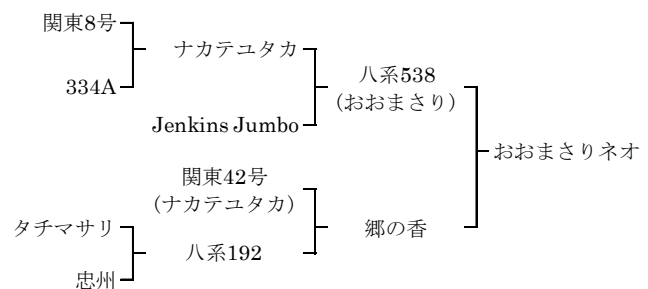 関東8号
ナカテユタカ
334A
八系538
(おおまさり)
Jenkins Jumbo
おおまさりネオ
関東42号
(ナカテユタカ)
タチマサリ
郷の香
八系192
忠州